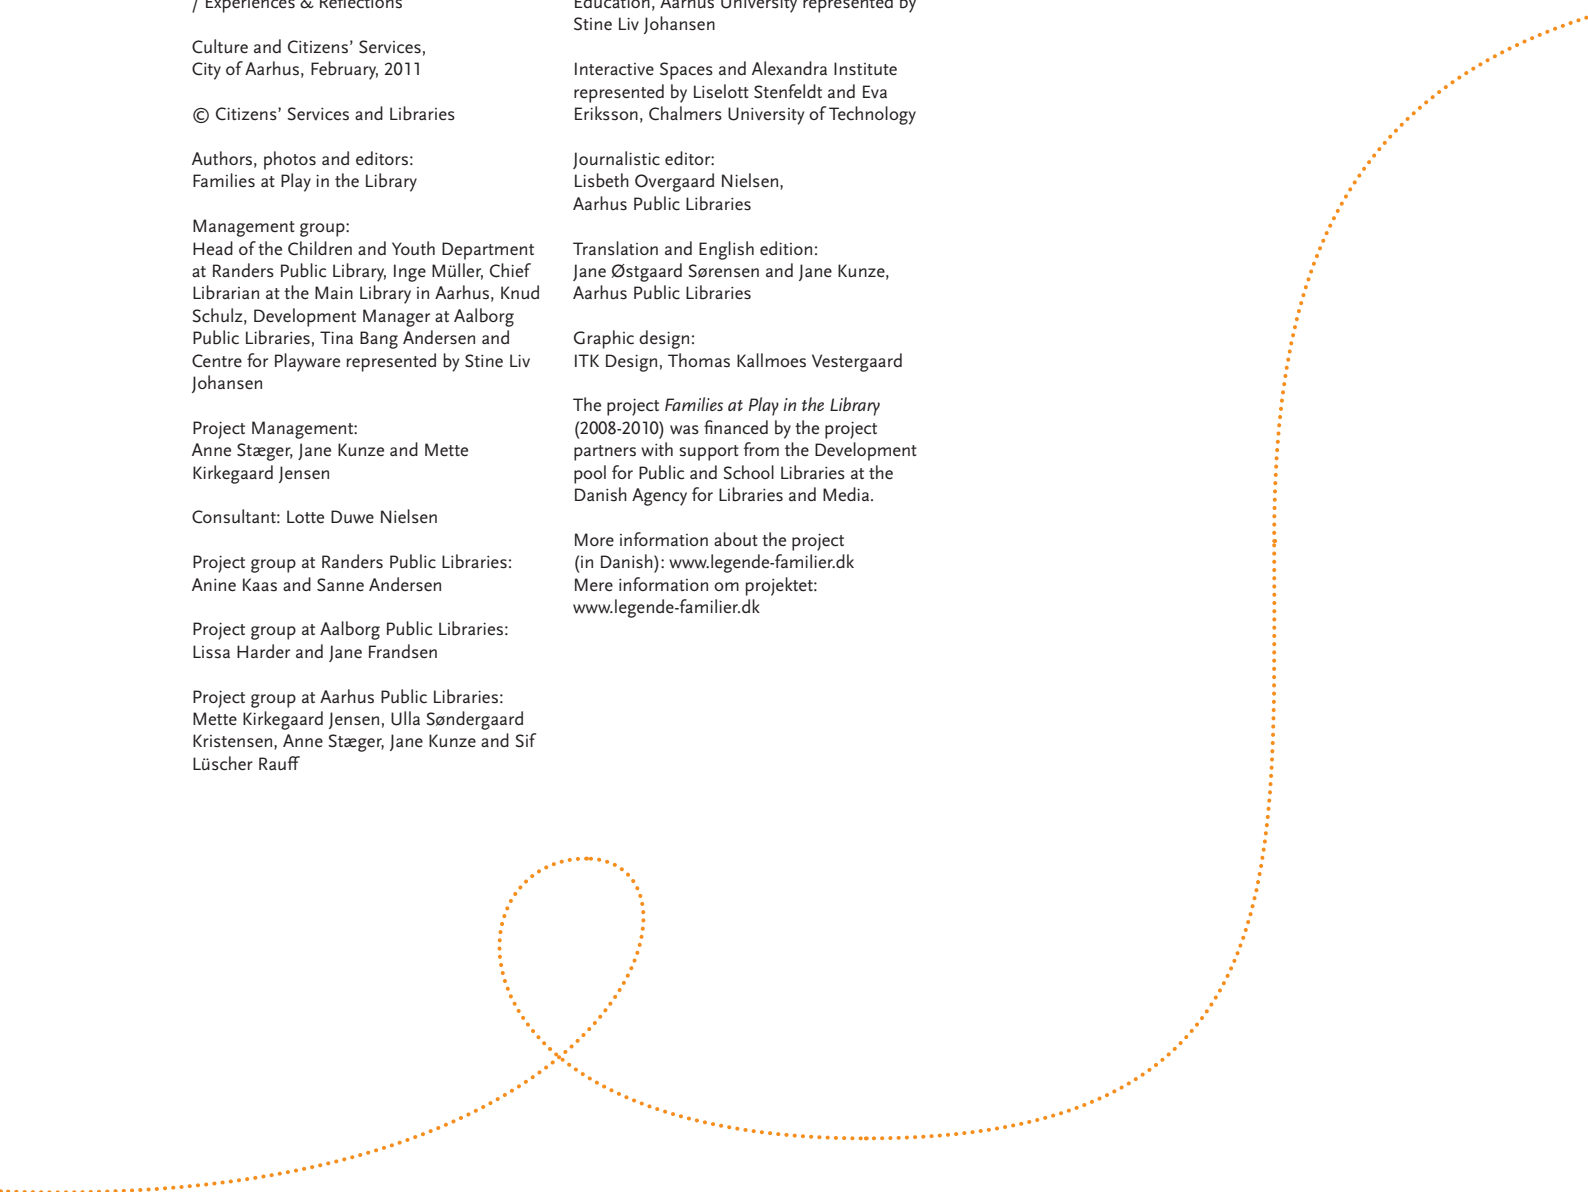 / Experiences & Reflections
Culture and Citizens’ Services,
City of Aarhus, February, 2011
© Citizens’ Services and Libraries
Authors, photos and editors:
Families at Play in the Library
Management group:
Head of the Children and Youth Department
at Randers Public Library, Inge Müller, Chief
Librarian at the Main Library in Aarhus, Knud
Schulz, Development Manager at Aalborg
Public Libraries, Tina Bang Andersen and
Centre for Playware represented by Stine Liv
Johansen
Project Management:
Anne Stæger, Jane Kunze and Mette
Kirkegaard Jensen
Consultant: Lotte Duwe Nielsen
Project group at Randers Public Libraries:
Anine Kaas and Sanne Andersen
Project group at Aalborg Public Libraries:
Lissa Harder and Jane Frandsen
Project group at Aarhus Public Libraries:
Mette Kirkegaard Jensen, Ulla Søndergaard
Kristensen, Anne Stæger, Jane Kunze and Sif
Lüscher Rauff
Education, Aarhus University represented by
Stine Liv Johansen
Interactive Spaces and Alexandra Institute
represented by Liselott Stenfeldt and Eva
Eriksson, Chalmers University of Technology
Journalistic editor:
Lisbeth Overgaard Nielsen,
Aarhus Public Libraries
Translation and English edition:
Jane Østgaard Sørensen and Jane Kunze,
Aarhus Public Libraries
Graphic design:
ITK Design, Thomas Kallmoes Vestergaard
The project Families at Play in the Library
(2008-2010) was financed by the project
partners with support from the Development
pool for Public and School Libraries at the
Danish Agency for Libraries and Media.
More information about the project
(in Danish): www.legende-familier.dk
Mere information om projektet:
www.legende-familier.dk